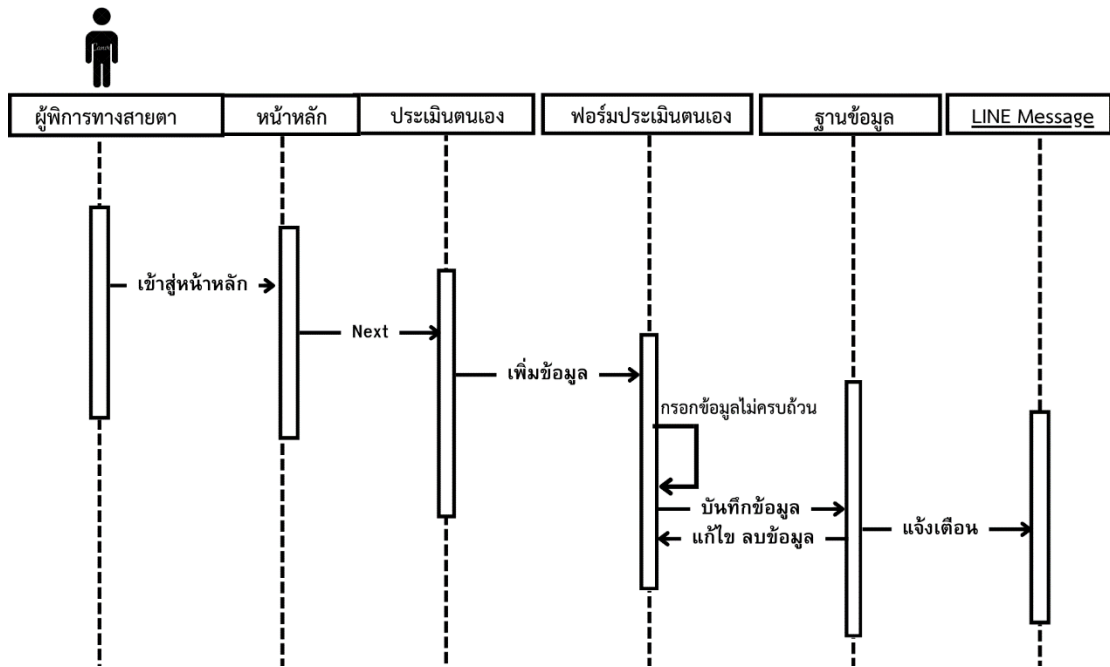 ผู้พิการทางสายตา
หน้าหลัก
ประเมินตนเอง
ฟอร์มประเมินตนเอง
ฐานข้อมูล
LINE Message
เข้าสู่หน้าหลัก
Next
เพิ่มข้อมูล
กรอกข้อมูลไม่ครบถ้วน
บันทึกข้อมูล
แจ้งเตือน
แก้ไข ลบข้อมูล